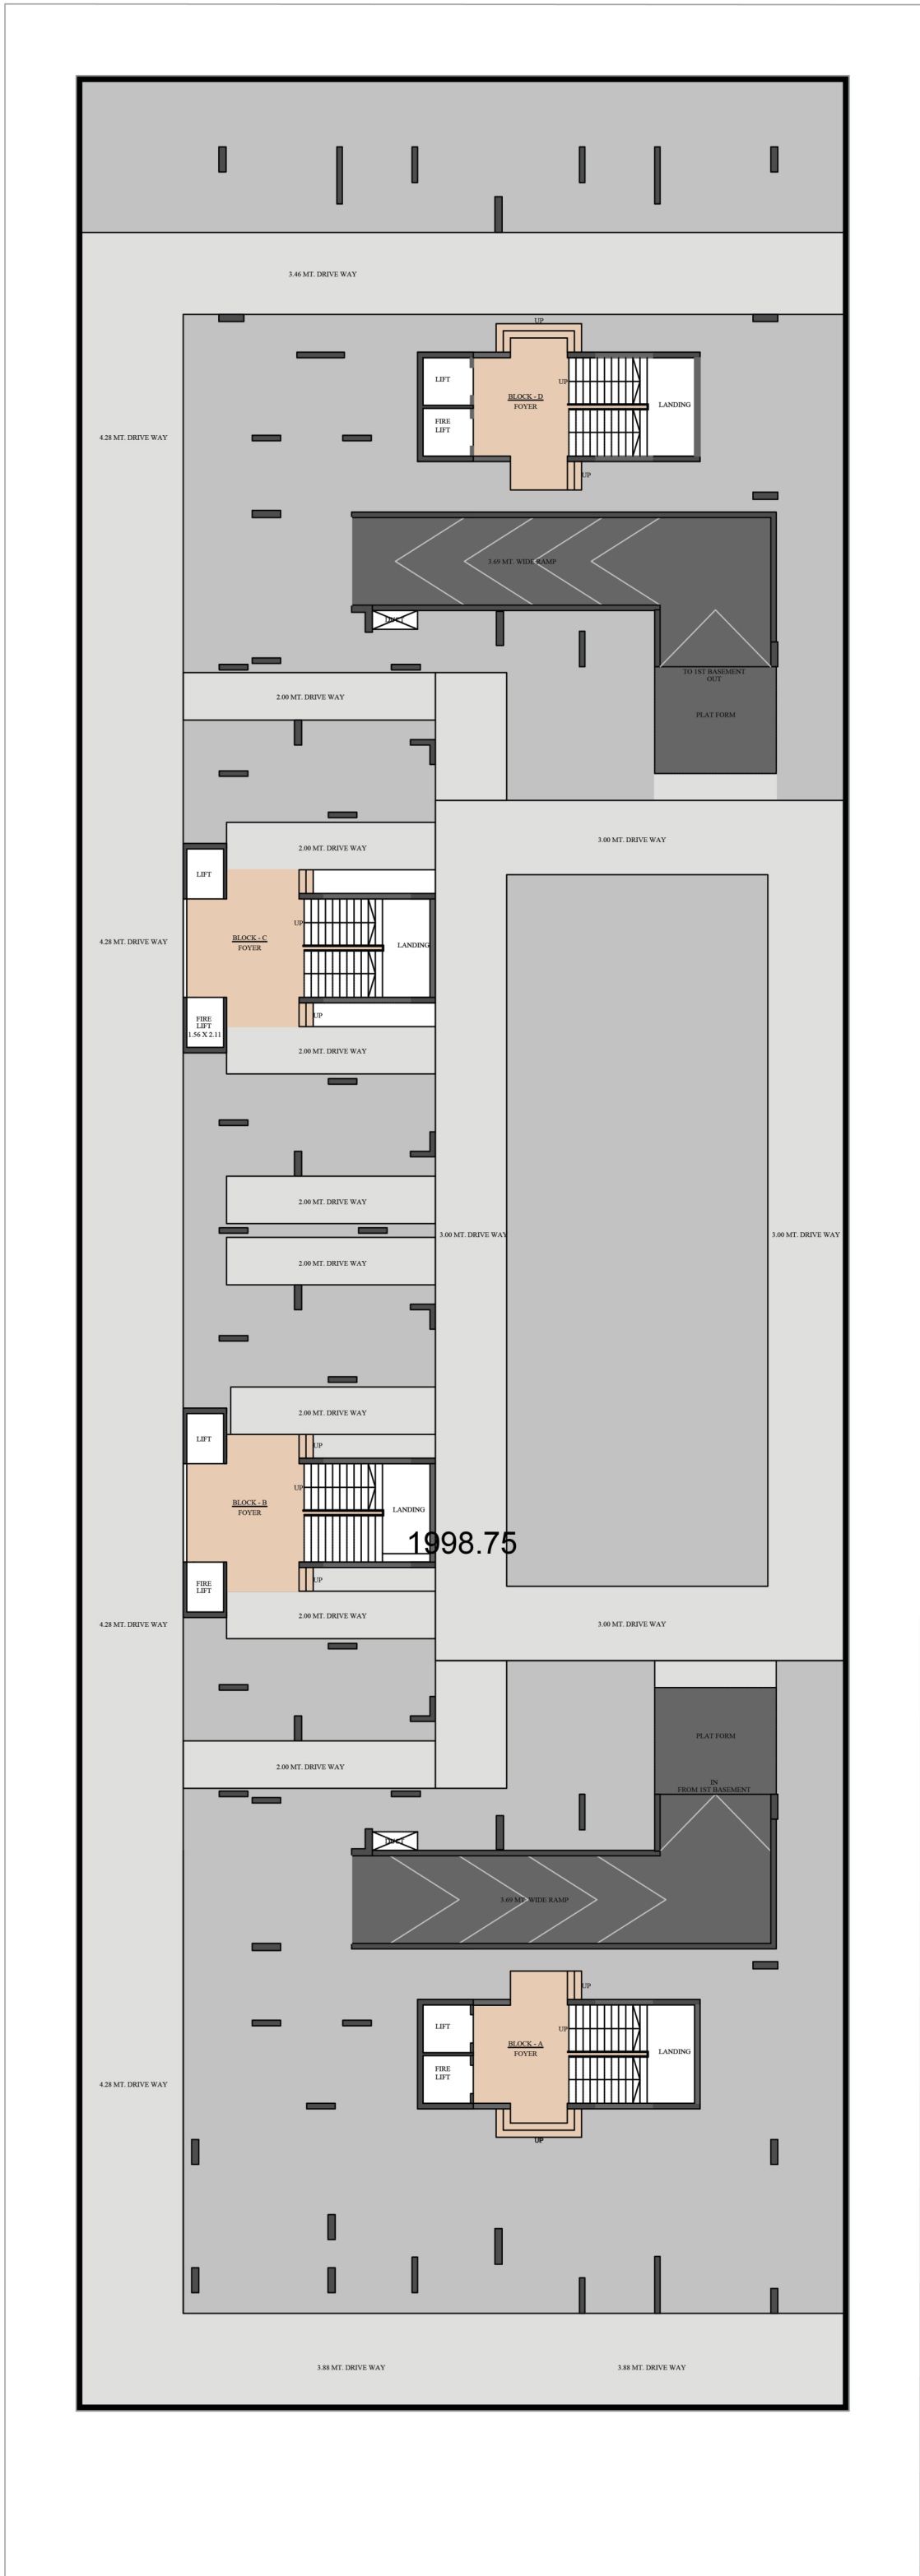 3.46 MT. DRIVE WAY
UP
LIFT
UP
BLOCK - D
FOYER
LANDING
FIRE
LIFT
4.28 MT. DRIVE WAY
UP
3.69 MT. WIDE RAMP
DUCT
TO 1ST BASEMENT
OUT
2.00 MT. DRIVE WAY
PLAT FORM
3.00 MT. DRIVE WAY
2.00 MT. DRIVE WAY
LIFT
UP
BLOCK - C
FOYER
LANDING
4.28 MT. DRIVE WAY
FIRE
LIFT
1.56 X 2.11
UP
2.00 MT. DRIVE WAY
2.00 MT. DRIVE WAY
3.00 MT. DRIVE WAY
3.00 MT. DRIVE WAY
2.00 MT. DRIVE WAY
2.00 MT. DRIVE WAY
LIFT
UP
UP
BLOCK - B
FOYER
LANDING
1998.75
FIRE
LIFT
UP
2.00 MT. DRIVE WAY
4.28 MT. DRIVE WAY
3.00 MT. DRIVE WAY
PLAT FORM
2.00 MT. DRIVE WAY
IN
FROM 1ST BASEMENT
DUCT
3.69 MT. WIDE RAMP
UP
LIFT
UP
BLOCK - A
FOYER
LANDING
FIRE
LIFT
4.28 MT. DRIVE WAY
UP
3.88 MT. DRIVE WAY
3.88 MT. DRIVE WAY